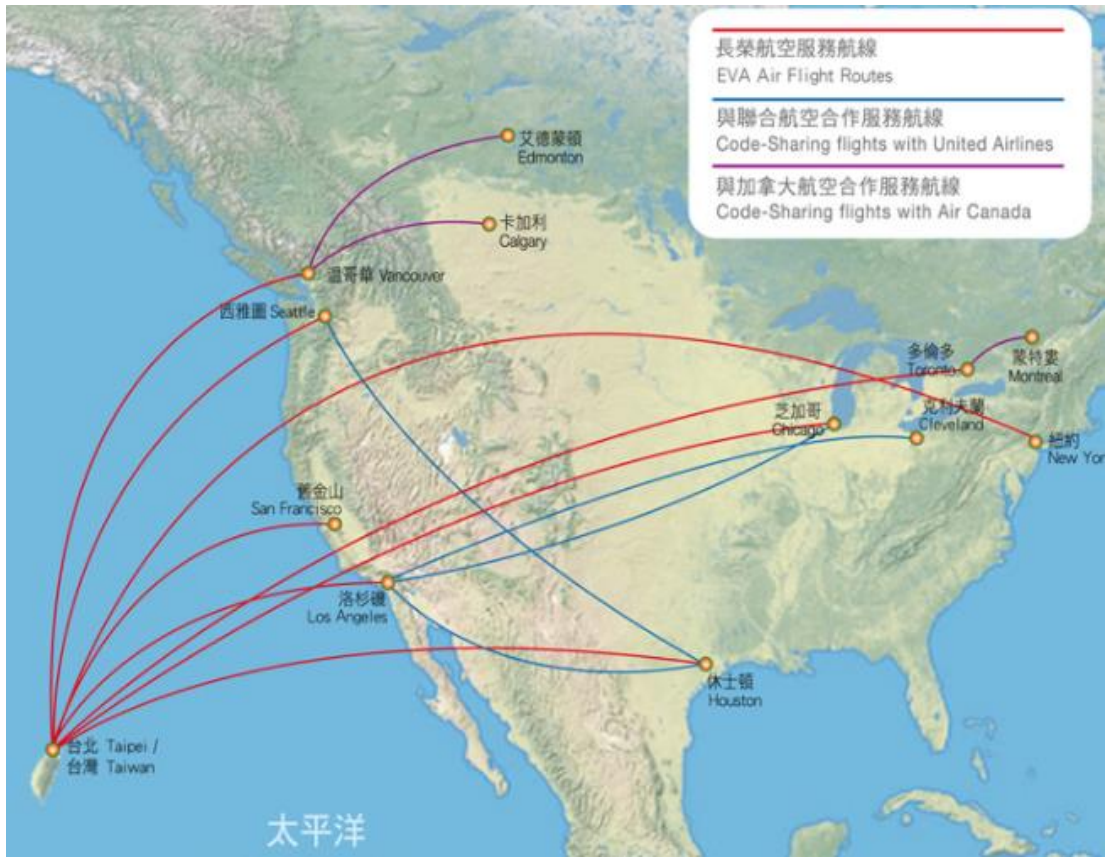 長榮航空服務航線
EVA Air Flight Routes
與聯合航空合作服務航線
Code-Sharing flights with United Airlines
與加拿大航空合作服務航線
Code-Sharing flights with Air Canada
艾德蒙頓
Edmonton
卡加利
Calgary
溫哥華 Vancouver
西雅圖 Seattle
多倫多
Toronto
蒙特婁
Montreal
芝加哥
Chicago
克利夫蘭
Cleveland
紐約
New Yor
舊金山
San Francisco
洛杉磯
Los Angeles
休士頓
Houston
台北 Taipei /
台灣 Taiwan
太平洋